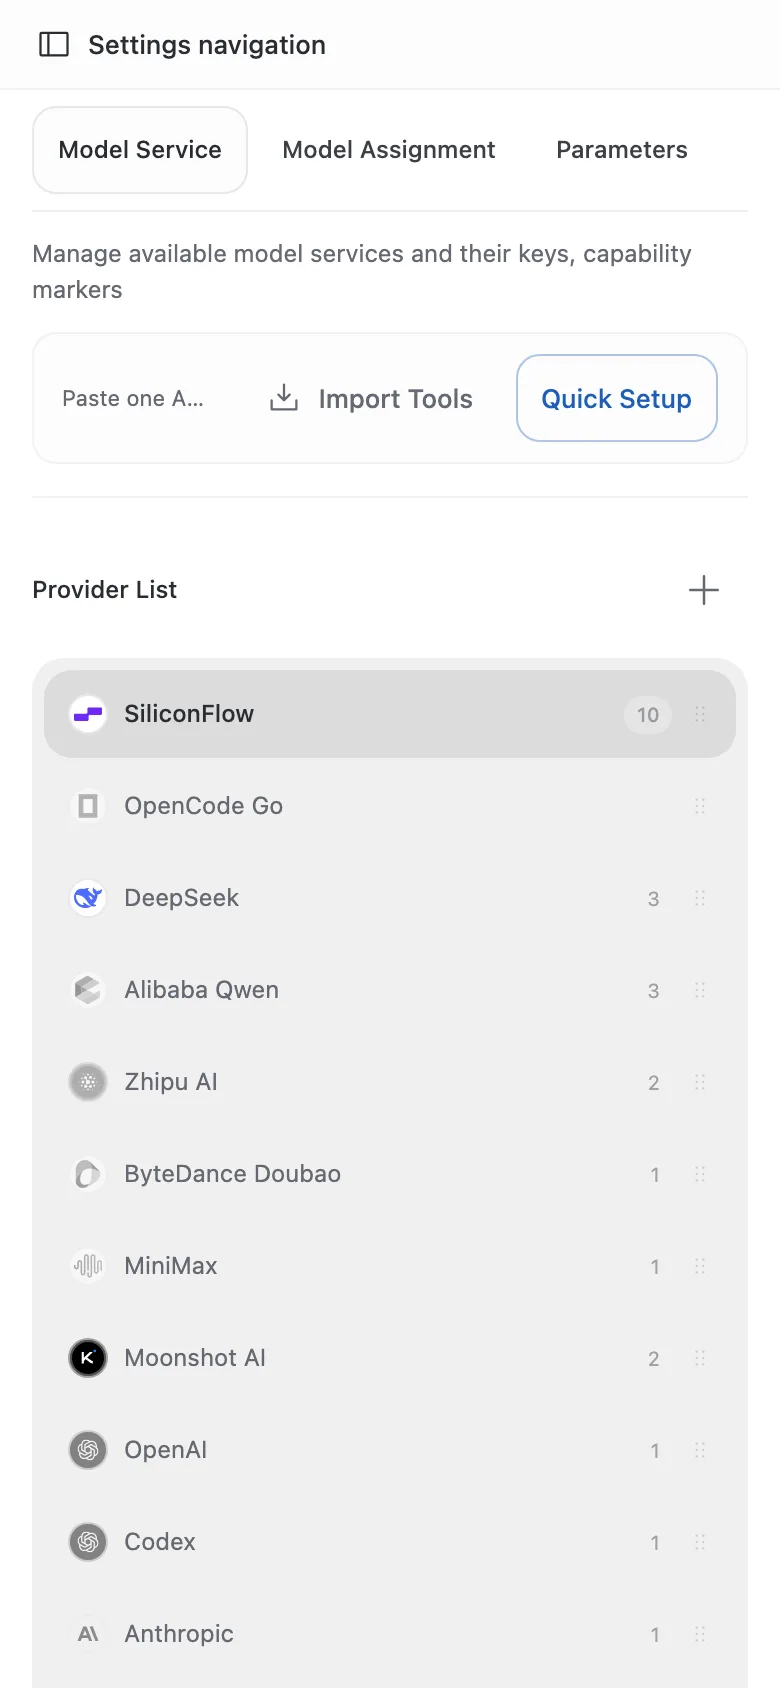 Settings navigation
Model Service
Model Assignment
Parameters
Manage available model services and their keys, capability
markers
Paste one A...
Import Tools
Quick Setup
Provider List
SiliconFlow
10
OpenCode Go
DeepSeek
3
Alibaba Qwen
3
Zhipu AI
2
ByteDance Doubao
1
MiniMax
1
Moonshot AI
2
OpenAI
1
Codex
1
Anthropic
1